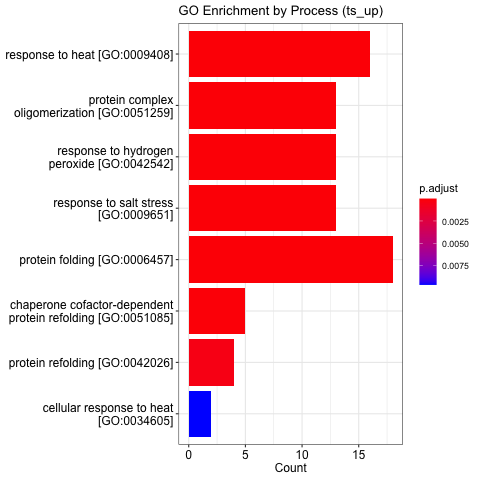 GO Enrichment by Process (ts_up)
response to heat [GO:0009408]
protein complex
oligomerization [GO:0051259]
response to hydrogen
peroxide [GO:0042542]
response to salt stress
[GO:0009651]
protein folding [GO:0006457]
chaperone cofactor-dependent
protein refolding [GO:0051085]
protein refolding [GO:0042026]
cellular response to heat
[GO:0034605]
0 5 10 15
Count
p.adjust
0.0025
0.0050
0.0075